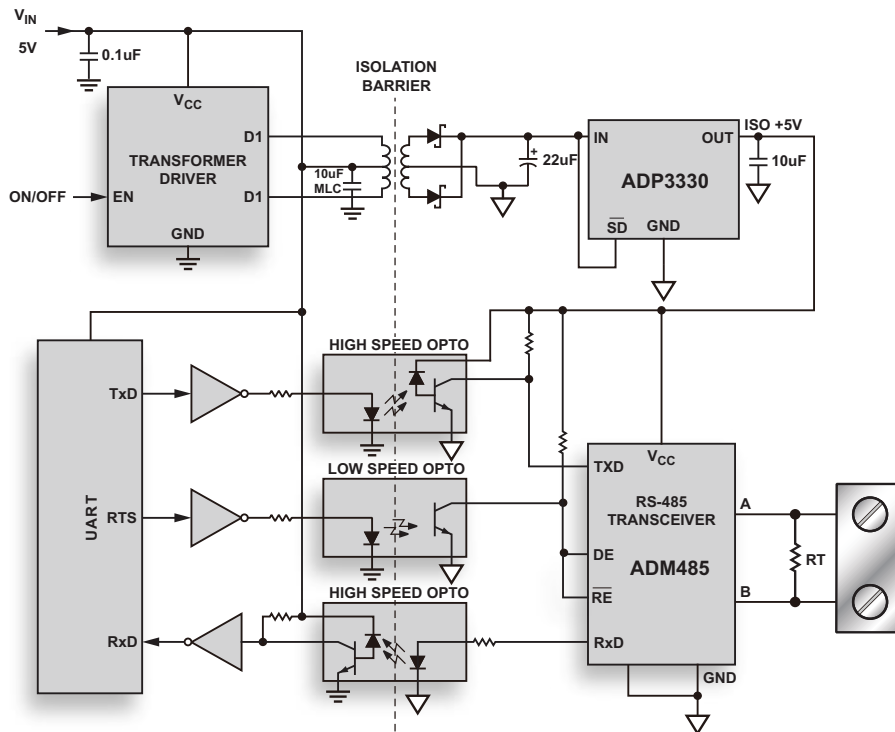 VIN
5V
0.1uF
ISOLATION
BARRIER
VCC
D1
TRANSFORMER
DRIVER
ON/OFF
EN
D1
GND
10uF
MLC
22uF
+
IN
OUT
ISO +5V
10uF
ADP3330
SD
GND
HIGH SPEED OPTO
TxD
LOW SPEED OPTO
UART
RTS
HIGH SPEED OPTO
RxD
TXD
VCC
RS-485
TRANSCEIVER
ADM485
DE
RE
RxD
GND
A
B
RT